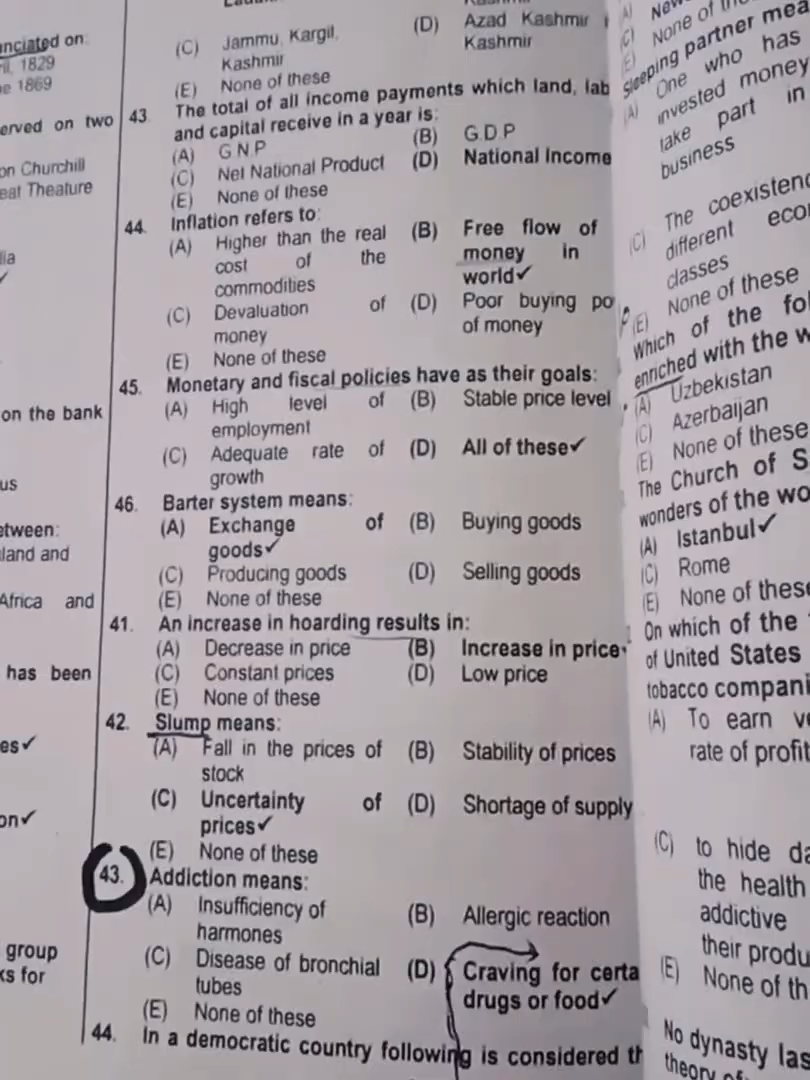 nciated on:
1829
1869
erved on two
on Churchill
eat Theature
lia
✓
on the bank
us
etween:
land and
Africa and
has been
es✓
on✓
group
ks for
(C) Jammu, Kargil, Kashmir
(D) Azad Kashmir
Kashmir
(E) None of these
43. The total of all income payments which land, lab
and capital receive in a year is:
(A) G N P (B) G.D.P
(C) Net National Product (D) National Income
(E) None of these
44. Inflation refers to:
(A) Higher than the real (B) Free flow of
cost of the money in
commodities world✓
(C) Devaluation of (D) Poor buying po
money of money
(E) None of these
45. Monetary and fiscal policies have as their goals:
(A) High level of (B) Stable price level
employment
(C) Adequate rate of (D) All of these✓
growth
46. Barter system means:
(A) Exchange of (B) Buying goods
goods✓
(C) Producing goods (D) Selling goods
(E) None of these
41. An increase in hoarding results in:
(A) Decrease in price (B) Increase in price
(C) Constant prices (D) Low price
(E) None of these
42. Slump means:
(A) Fall in the prices of (B) Stability of prices
stock
(C) Uncertainty of (D) Shortage of supply
prices✓
(E) None of these
43. Addiction means:
(A) Insufficiency of (B) Allergic reaction
harmones
(C) Disease of bronchial (D) Craving for certa
tubes drugs or food✓
(E) None of these
44. In a democratic country following is considered th
(A) New
(C) None of
(E)
Sleeping partner mea
(A) One who has
invested money
take part in
business
(C) The coexistenc
different eco
classes
(E) None of these
Which of the fol
enriched with the w
(A) Uzbekistan
(C) Azerbaijan
(E) None of these
The Church of S
wonders of the wo
(A) Istanbul✓
(C) Rome
(E) None of these
On which of the
of United States
tobacco compani
(A) To earn ve
rate of profit
(C) to hide da
the health
addictive
their produ
(E) None of th
No dynasty las
theory of